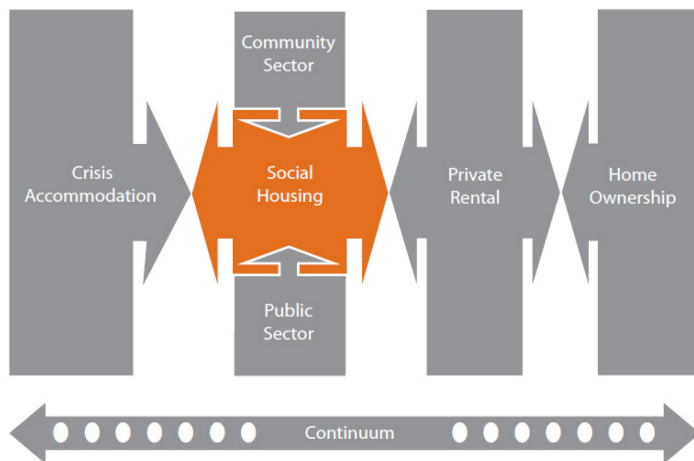 Community
Sector
Crisis
Accommodation
Social
Housing
Private
Rental
Home
Ownership
Public
Sector
Continuum